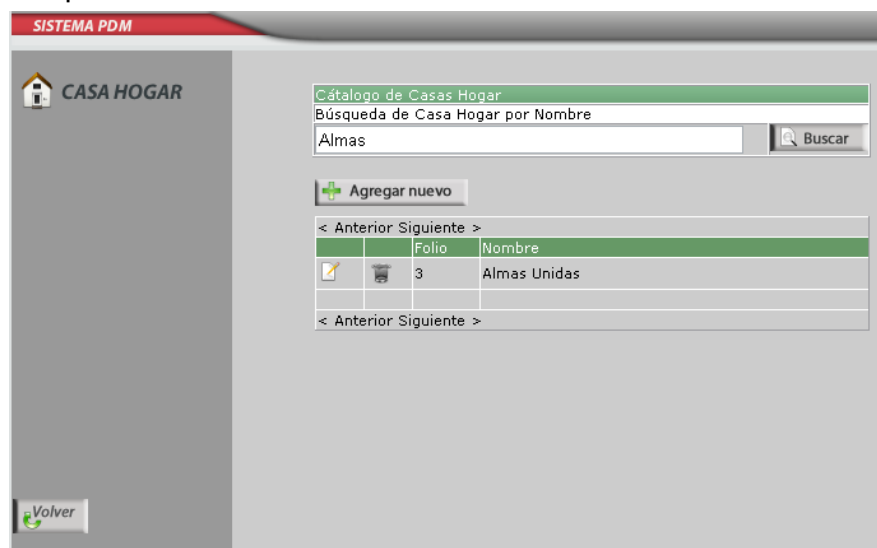 SISTEMA PDM
CASA HOGAR
Cátalogo de Casas Hogar
Búsqueda de Casa Hogar por Nombre
Almas
Buscar
Agregar nuevo
< Anterior Siguiente >
Folio Nombre
3 Almas Unidas
< Anterior Siguiente >
Volver